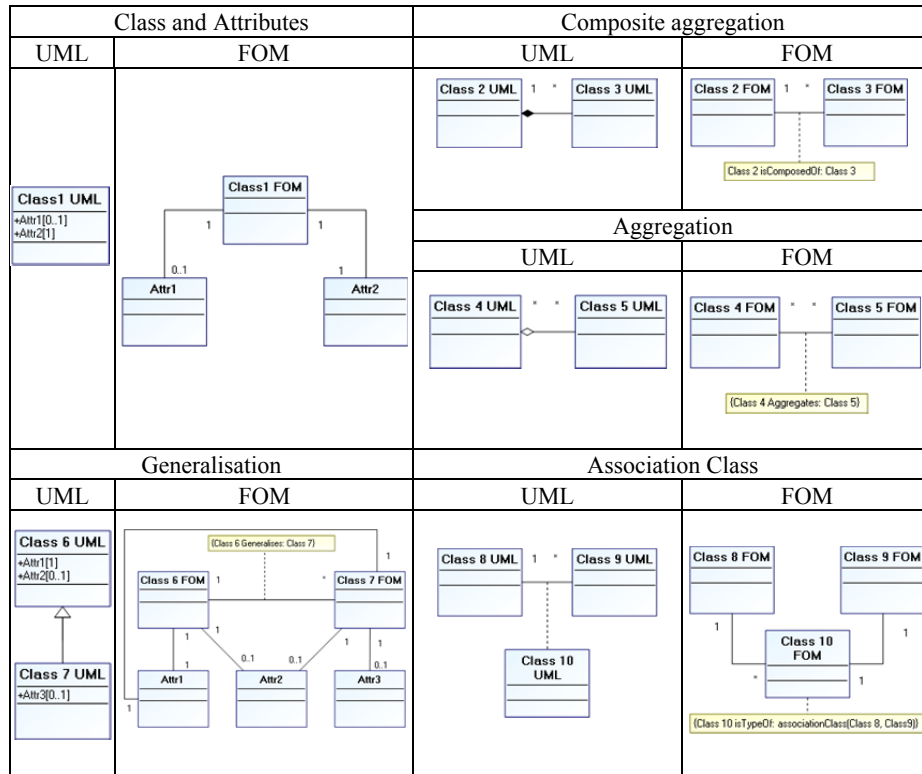 Class and Attributes
UML
FOM
Class1 UML
+Attr1[0..1]
+Attr2[1]
Class1 FOM
1
1
0..1
1
Attr1
Attr2
Composite aggregation
UML
FOM
Class 2 UML
1
*
Class 3 UML
Class 2 FOM
1
*
Class 3 FOM
Class 2 isComposedOf: Class 3
Aggregation
UML
FOM
Class 4 UML
*
*
Class 5 UML
Class 4 FOM
*
*
Class 5 FOM
{Class 4 Aggregates: Class 5}
Generalisation
UML
FOM
Class 6 UML
+Attr1[1]
+Attr2[0..1]
Class 7 UML
+Attr3[0..1]
{Class 6 Generalises: Class 7}
1
Class 6 FOM
1
*
Class 7 FOM
1
1
1
1
1
0..1
0..1
0..1
Attr1
Attr2
Attr3
1
Association Class
UML
FOM
Class 8 UML
1
*
Class 9 UML
Class 10
UML
Class 8 FOM
Class 9 FOM
1
1
Class 10
FOM
*
1
{Class 10 isTypeOf: associationClass(Class 8, Class9)}